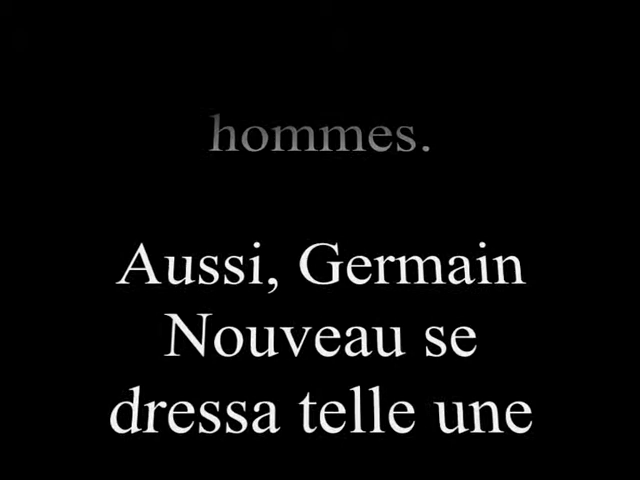 hommes.
Aussi, Germain
Nouveau se
dressa telle une